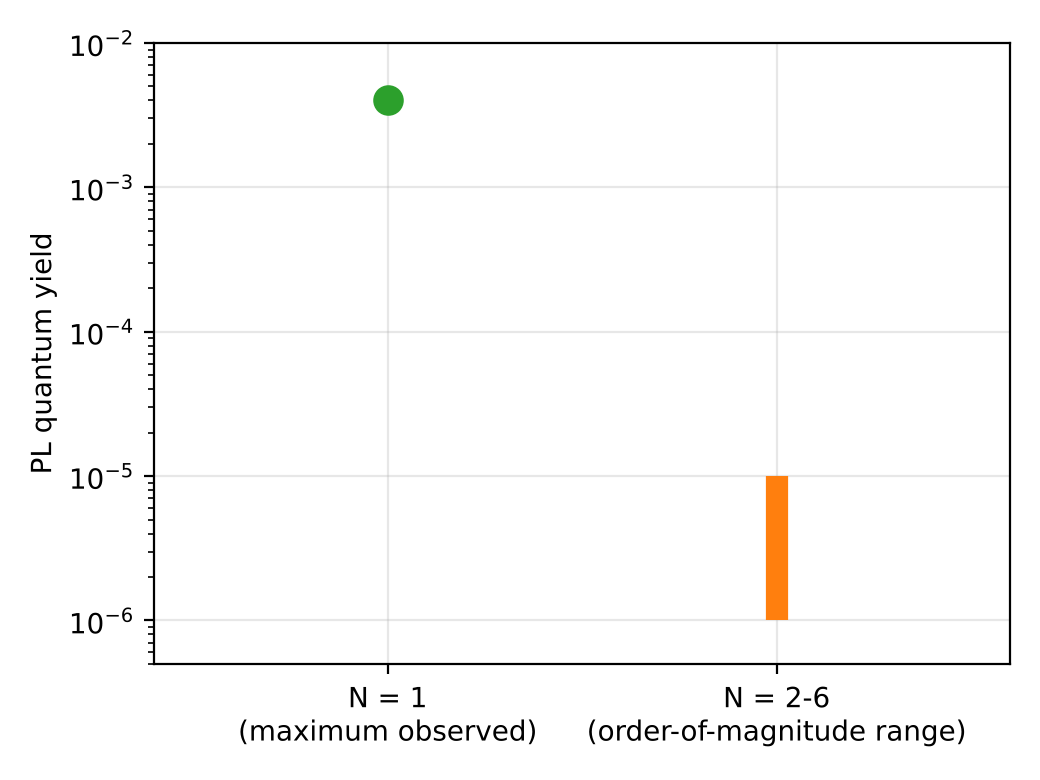 10⁻²
10⁻³
10⁻⁴
10⁻⁵
10⁻⁶
PL quantum yield
N = 1
(maximum observed)
N = 2-6
(order-of-magnitude range)